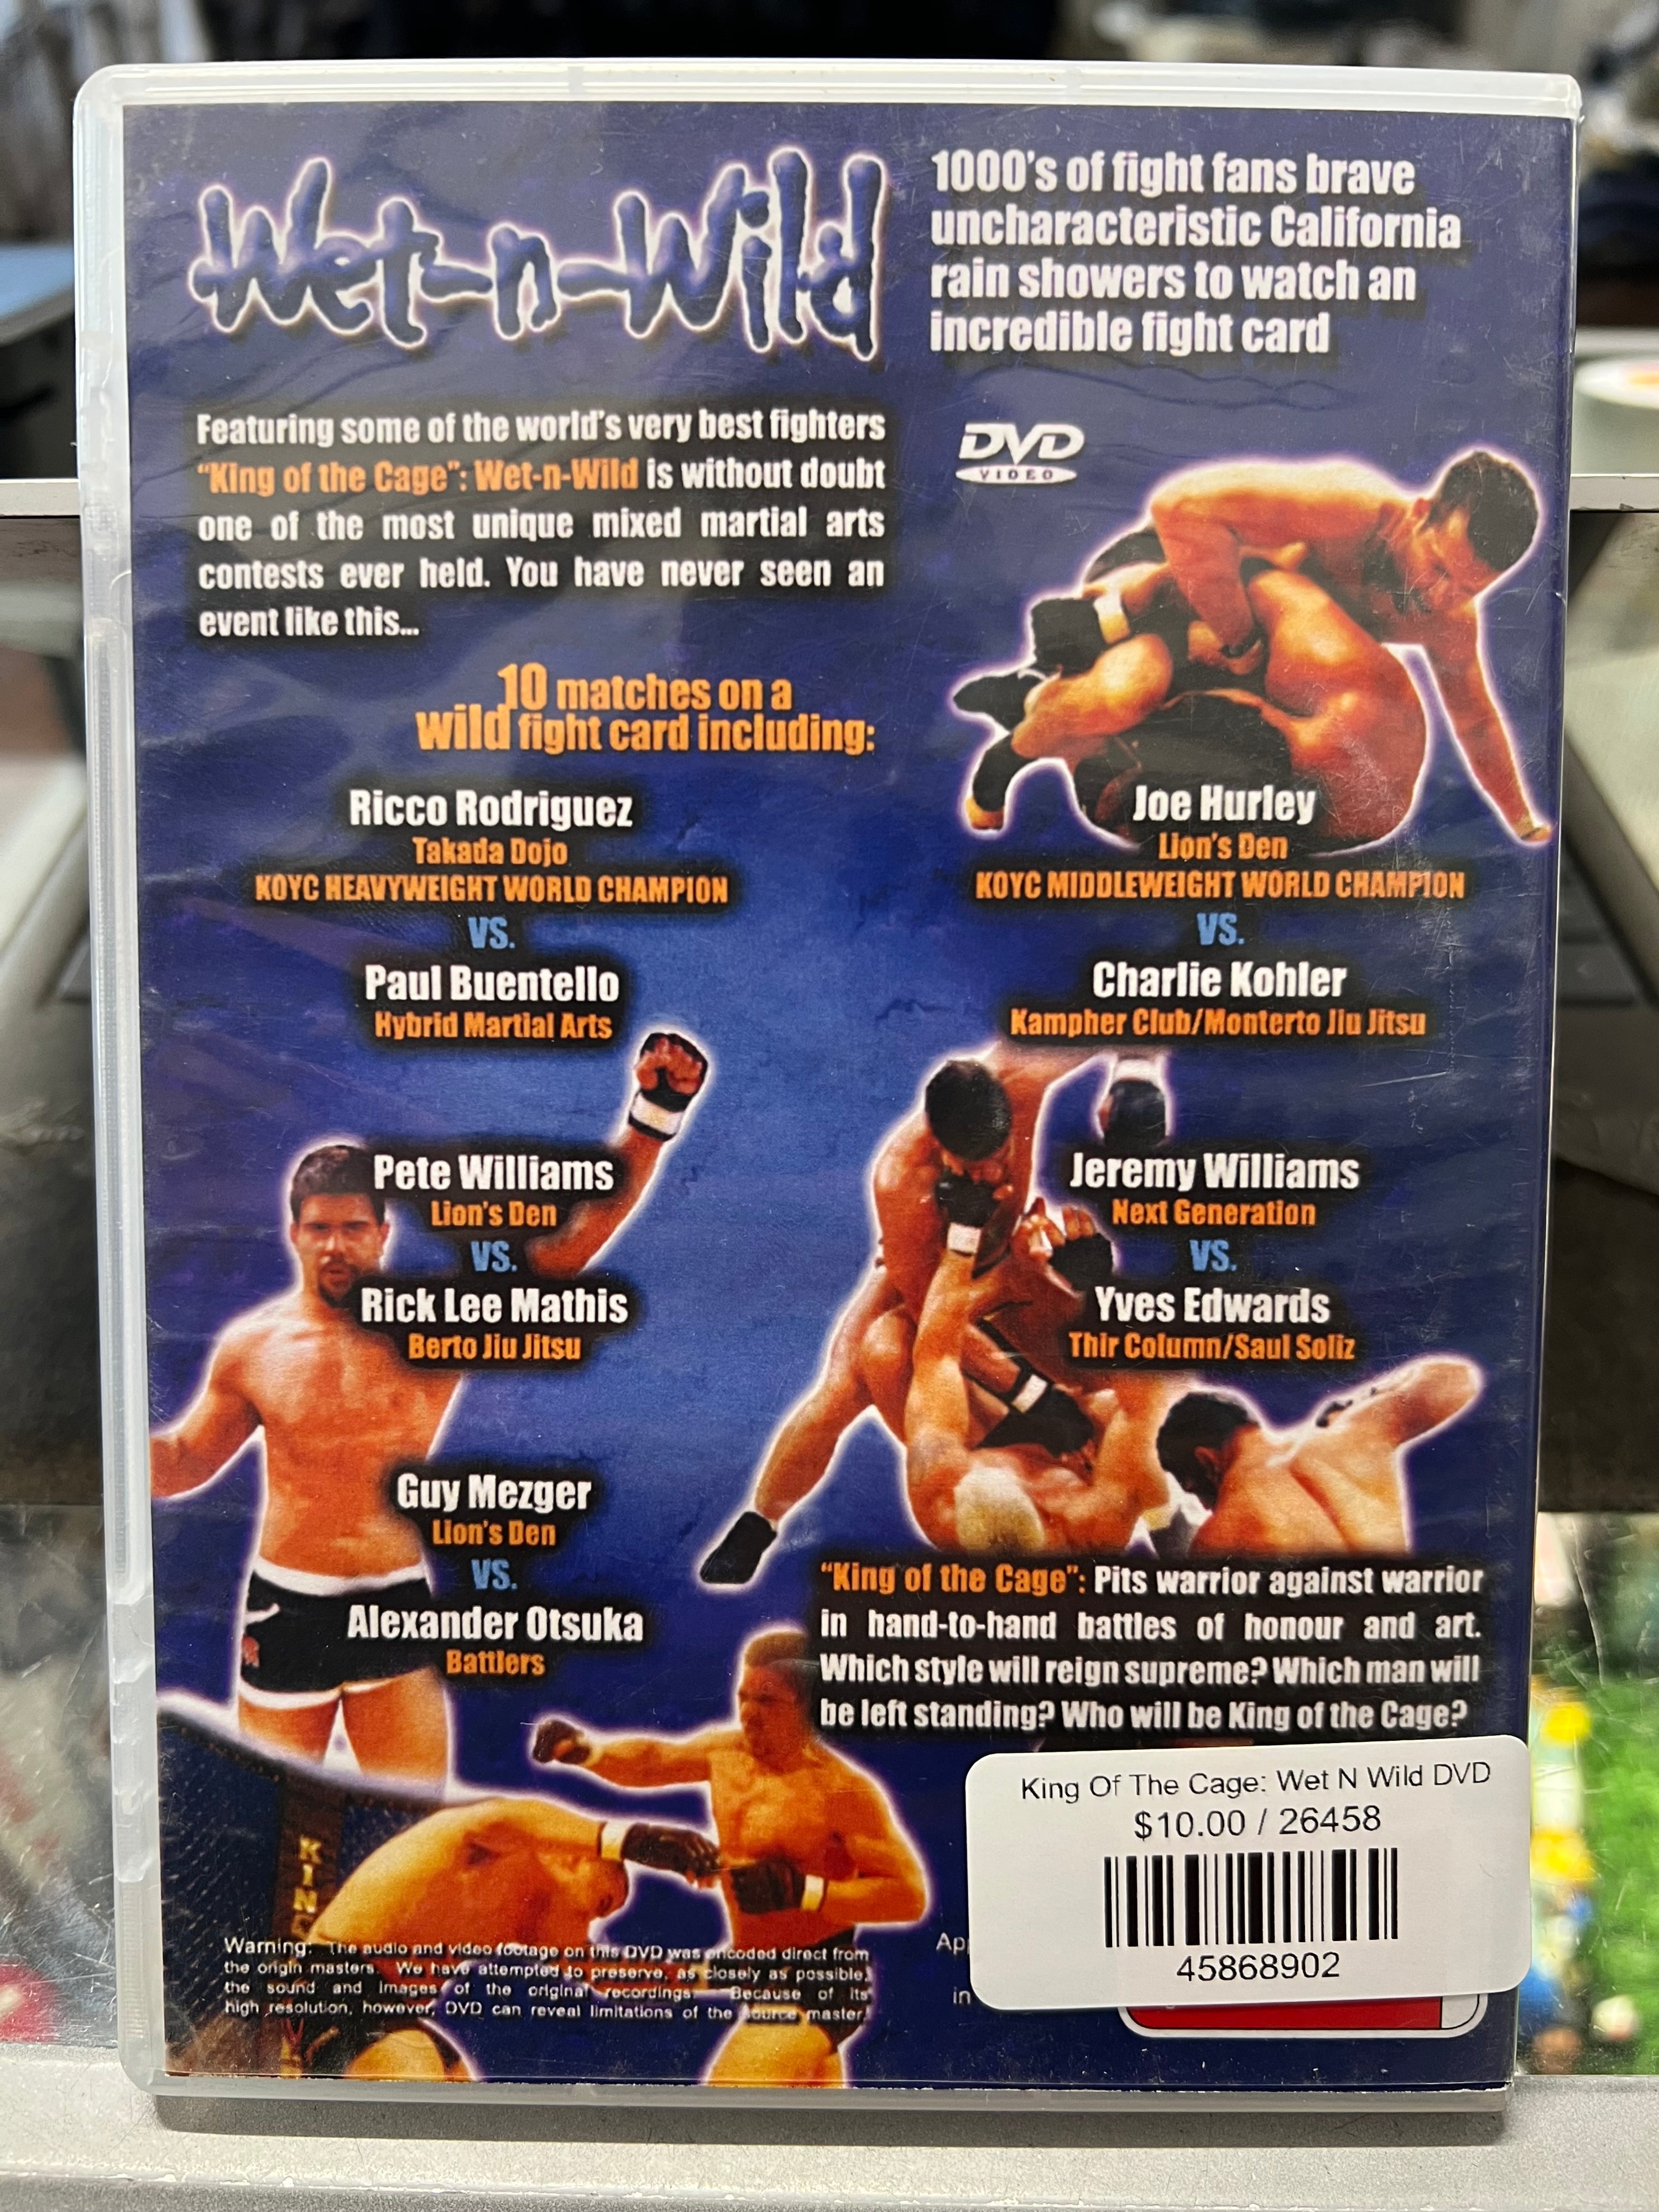 Wet-n-Wild
1000's of fight fans brave
uncharacteristic California
rain showers to watch an
incredible fight card
Featuring some of the world's very best fighters
"King of the Cage": Wet-n-Wild is without doubt
one of the most unique mixed martial arts
contests ever held. You have never seen an
event like this...
DVD
VIDEO
10 matches on a
wild fight card including:
Ricco Rodriguez
Takada Dojo
KOYC HEAVYWEIGHT WORLD CHAMPION
VS.
Paul Buentello
Hybrid Martial Arts
Joe Hurley
Lion's Den
KOYC MIDDLEWEIGHT WORLD CHAMPION
VS.
Charlie Kohler
Kampher Club/Monterto Jiu Jitsu
Pete Williams
Lion's Den
VS.
Rick Lee Mathis
Berto Jiu Jitsu
Jeremy Williams
Next Generation
VS.
Yves Edwards
Thir Column/Saul Soliz
Guy Mezger
Lion's Den
VS.
Alexander Otsuka
Battlers
"King of the Cage": Pits warrior against warrior
in hand-to-hand battles of honour and art.
Which style will reign supreme? Which man will
be left standing? Who will be King of the Cage?
King Of The Cage: Wet N Wild DVD
$10.00 / 26458
45868902
KING
Warning: The audio and video footage on this DVD was encoded direct from
the origin masters. We have attempted to preserve, as closely as possible,
the sound and images of the original recordings. Because of its
high resolution, however, DVD can reveal limitations of the source master.
in